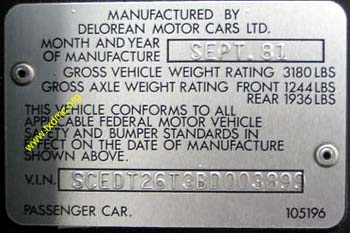 MANUFACTURED BY
DELOREAN MOTOR CARS LTD.
MONTH AND YEAR
OF MANUFACTURE SEPT. 81
GROSS VEHICLE WEIGHT RATING 3180 LBS
GROSS AXLE WEIGHT RATING FRONT 1244 LBS
REAR 1936 LBS
THIS VEHICLE CONFORMS TO ALL
APPLICABLE FEDERAL MOTOR VEHICLE
SAFETY AND BUMPER STANDARDS IN
EFFECT ON THE DATE OF MANUFACTURE
SHOWN ABOVE.
V.I.N. SCEDT26T3BD003893
PASSENGER CAR. 105196